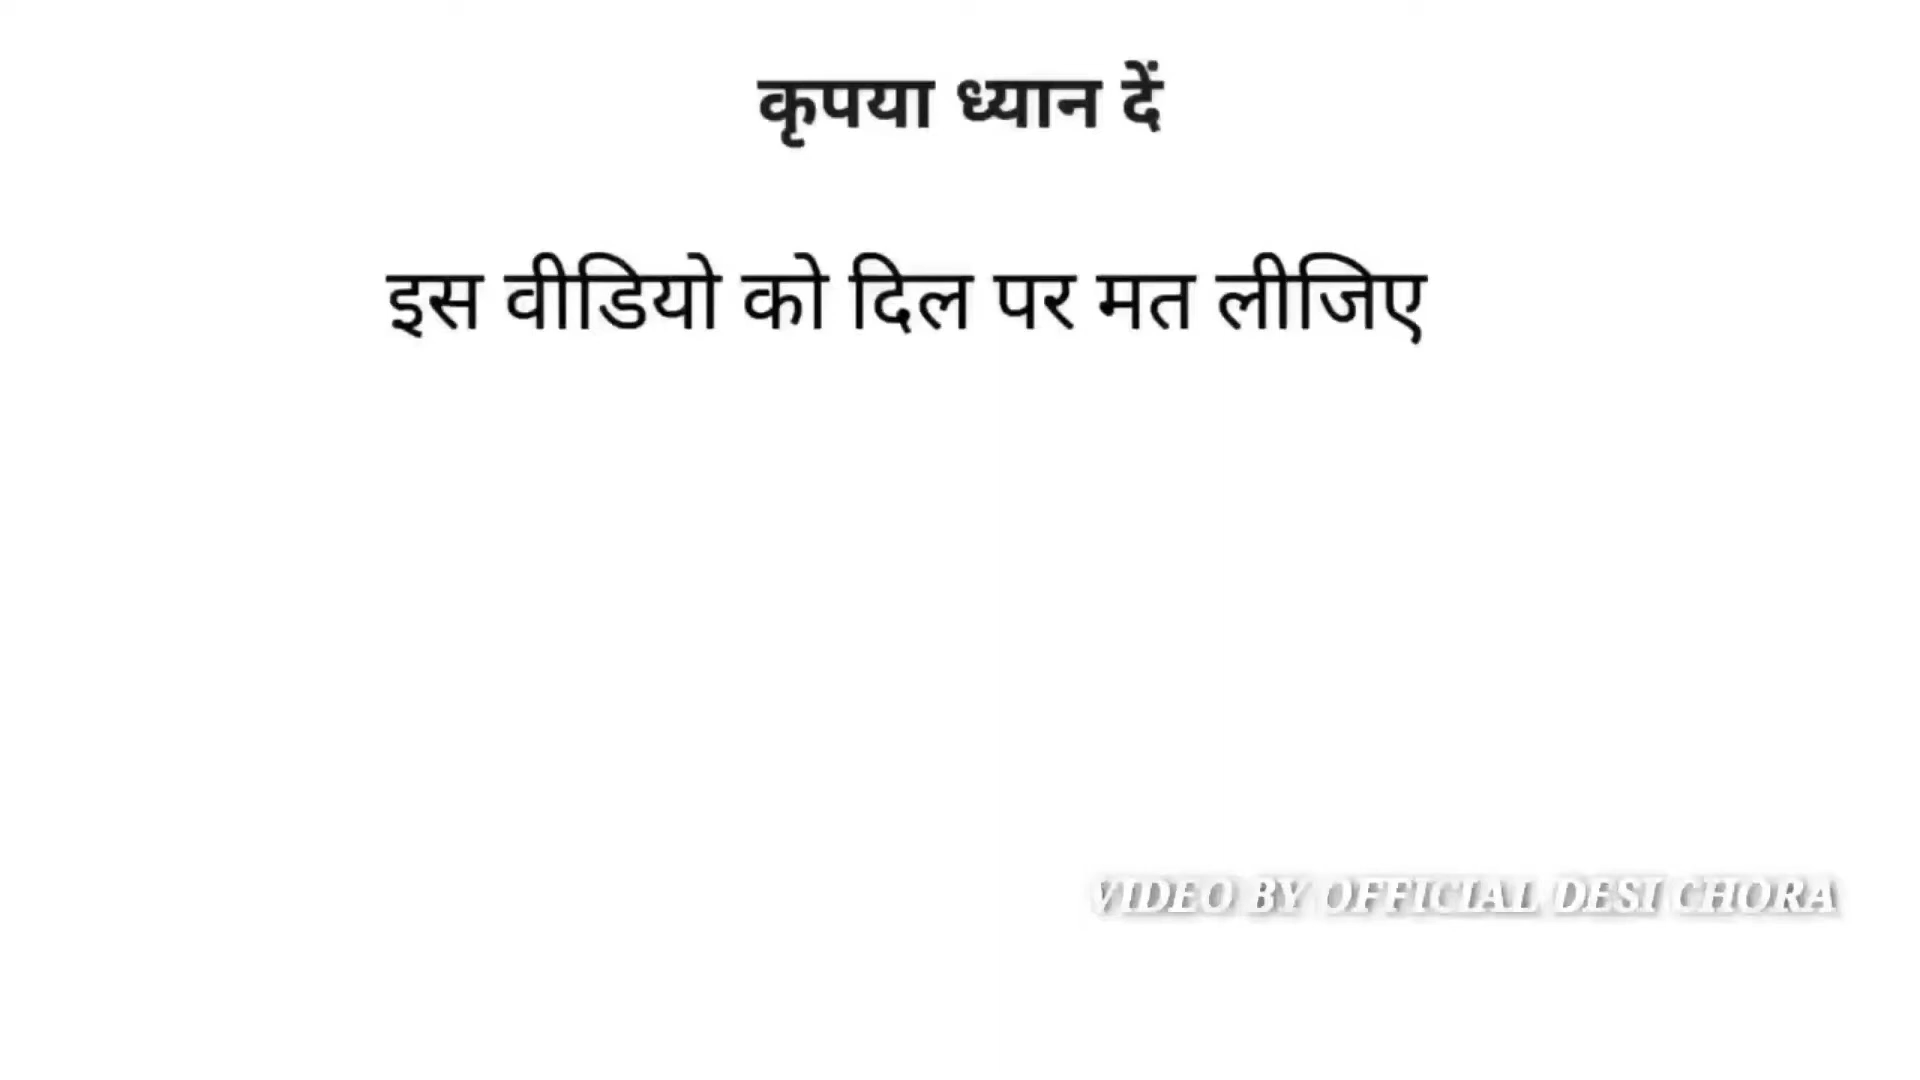 कृपया ध्यान दें
इस वीडियो को दिल पर मत लीजिए
VIDEO BY OFFICIAL DESI CHORA